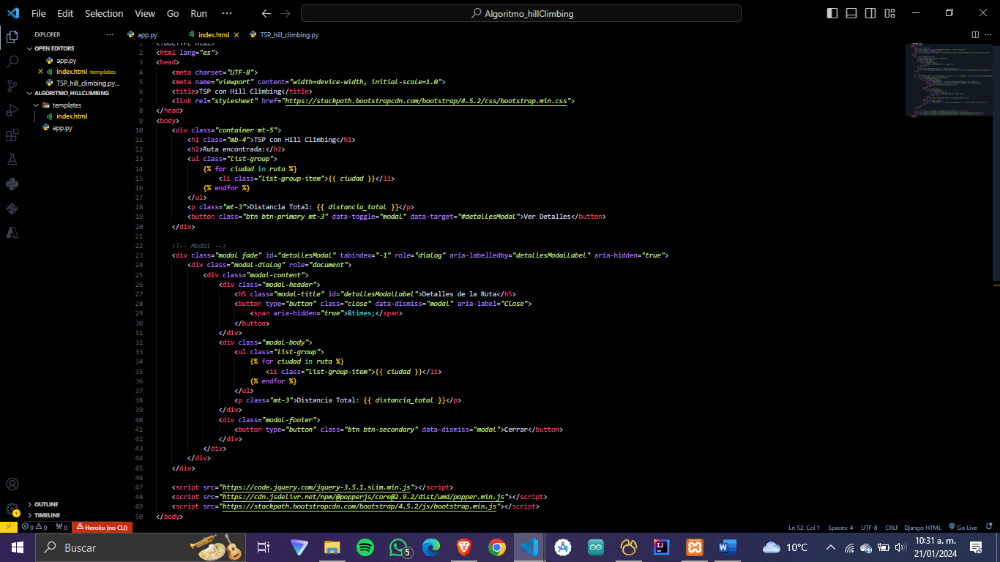 File Edit Selection View Go Run ··· Algoritmo_hillClimbing
EXPLORER ···
OPEN EDITORS
app.py
index.html templates
TSP_hill_climbing.py...
ALGORITMO_HILLCLIMBING
templates
index.html
app.py
OUTLINE
TIMELINE
app.py index.html TSP_hill_climbing.py
1 <!DOCTYPE html>
2 <html lang="es">
3 <head>
4 <meta charset="UTF-8">
5 <meta name="viewport" content="width=device-width, initial-scale=1.0">
6 <title>TSP con Hill Climbing</title>
7 <link rel="stylesheet" href="https://stackpath.bootstrapcdn.com/bootstrap/4.5.2/css/bootstrap.min.css">
8 </head>
9 <body>
10 <div class="container mt-5">
11 <h1 class="mb-4">TSP con Hill Climbing</h1>
12 <h2>Ruta encontrada:</h2>
13 <ul class="list-group">
14 {% for ciudad in ruta %}
15 <li class="list-group-item">{{ ciudad }}</li>
16 {% endfor %}
17 </ul>
18 <p class="mt-3">Distancia Total: {{ distancia_total }}</p>
19 <button class="btn btn-primary mt-3" data-toggle="modal" data-target="#detallesModal">Ver Detalles</button>
20 </div>
21
22 <!-- Modal -->
23 <div class="modal fade" id="detallesModal" tabindex="-1" role="dialog" aria-labelledby="detallesModalLabel" aria-hidden="true">
24 <div class="modal-dialog" role="document">
25 <div class="modal-content">
26 <div class="modal-header">
27 <h5 class="modal-title" id="detallesModalLabel">Detalles de la Ruta</h5>
28 <button type="button" class="close" data-dismiss="modal" aria-label="Close">
29 <span aria-hidden="true">&times;</span>
30 </button>
31 </div>
32 <div class="modal-body">
33 <ul class="list-group">
34 {% for ciudad in ruta %}
35 <li class="list-group-item">{{ ciudad }}</li>
36 {% endfor %}
37 </ul>
38 <p class="mt-3">Distancia Total: {{ distancia_total }}</p>
39 </div>
40 <div class="modal-footer">
41 <button type="button" class="btn btn-secondary" data-dismiss="modal">Cerrar</button>
42 </div>
43 </div>
44 </div>
45 </div>
46
47 <script src="https://code.jquery.com/jquery-3.5.1.slim.min.js"></script>
48 <script src="https://cdn.jsdelivr.net/npm/@popperjs/core@2.9.2/dist/umd/popper.min.js"></script>
49 <script src="https://stackpath.bootstrapcdn.com/bootstrap/4.5.2/js/bootstrap.min.js"></script>
50 </body>
1
0 0 0 Heroku (no CLI) Ln 52, Col 1 Spaces: 4 UTF-8 CRLF Django HTML Go Live
Buscar 5 10°C 10:31 a. m.
21/01/2024